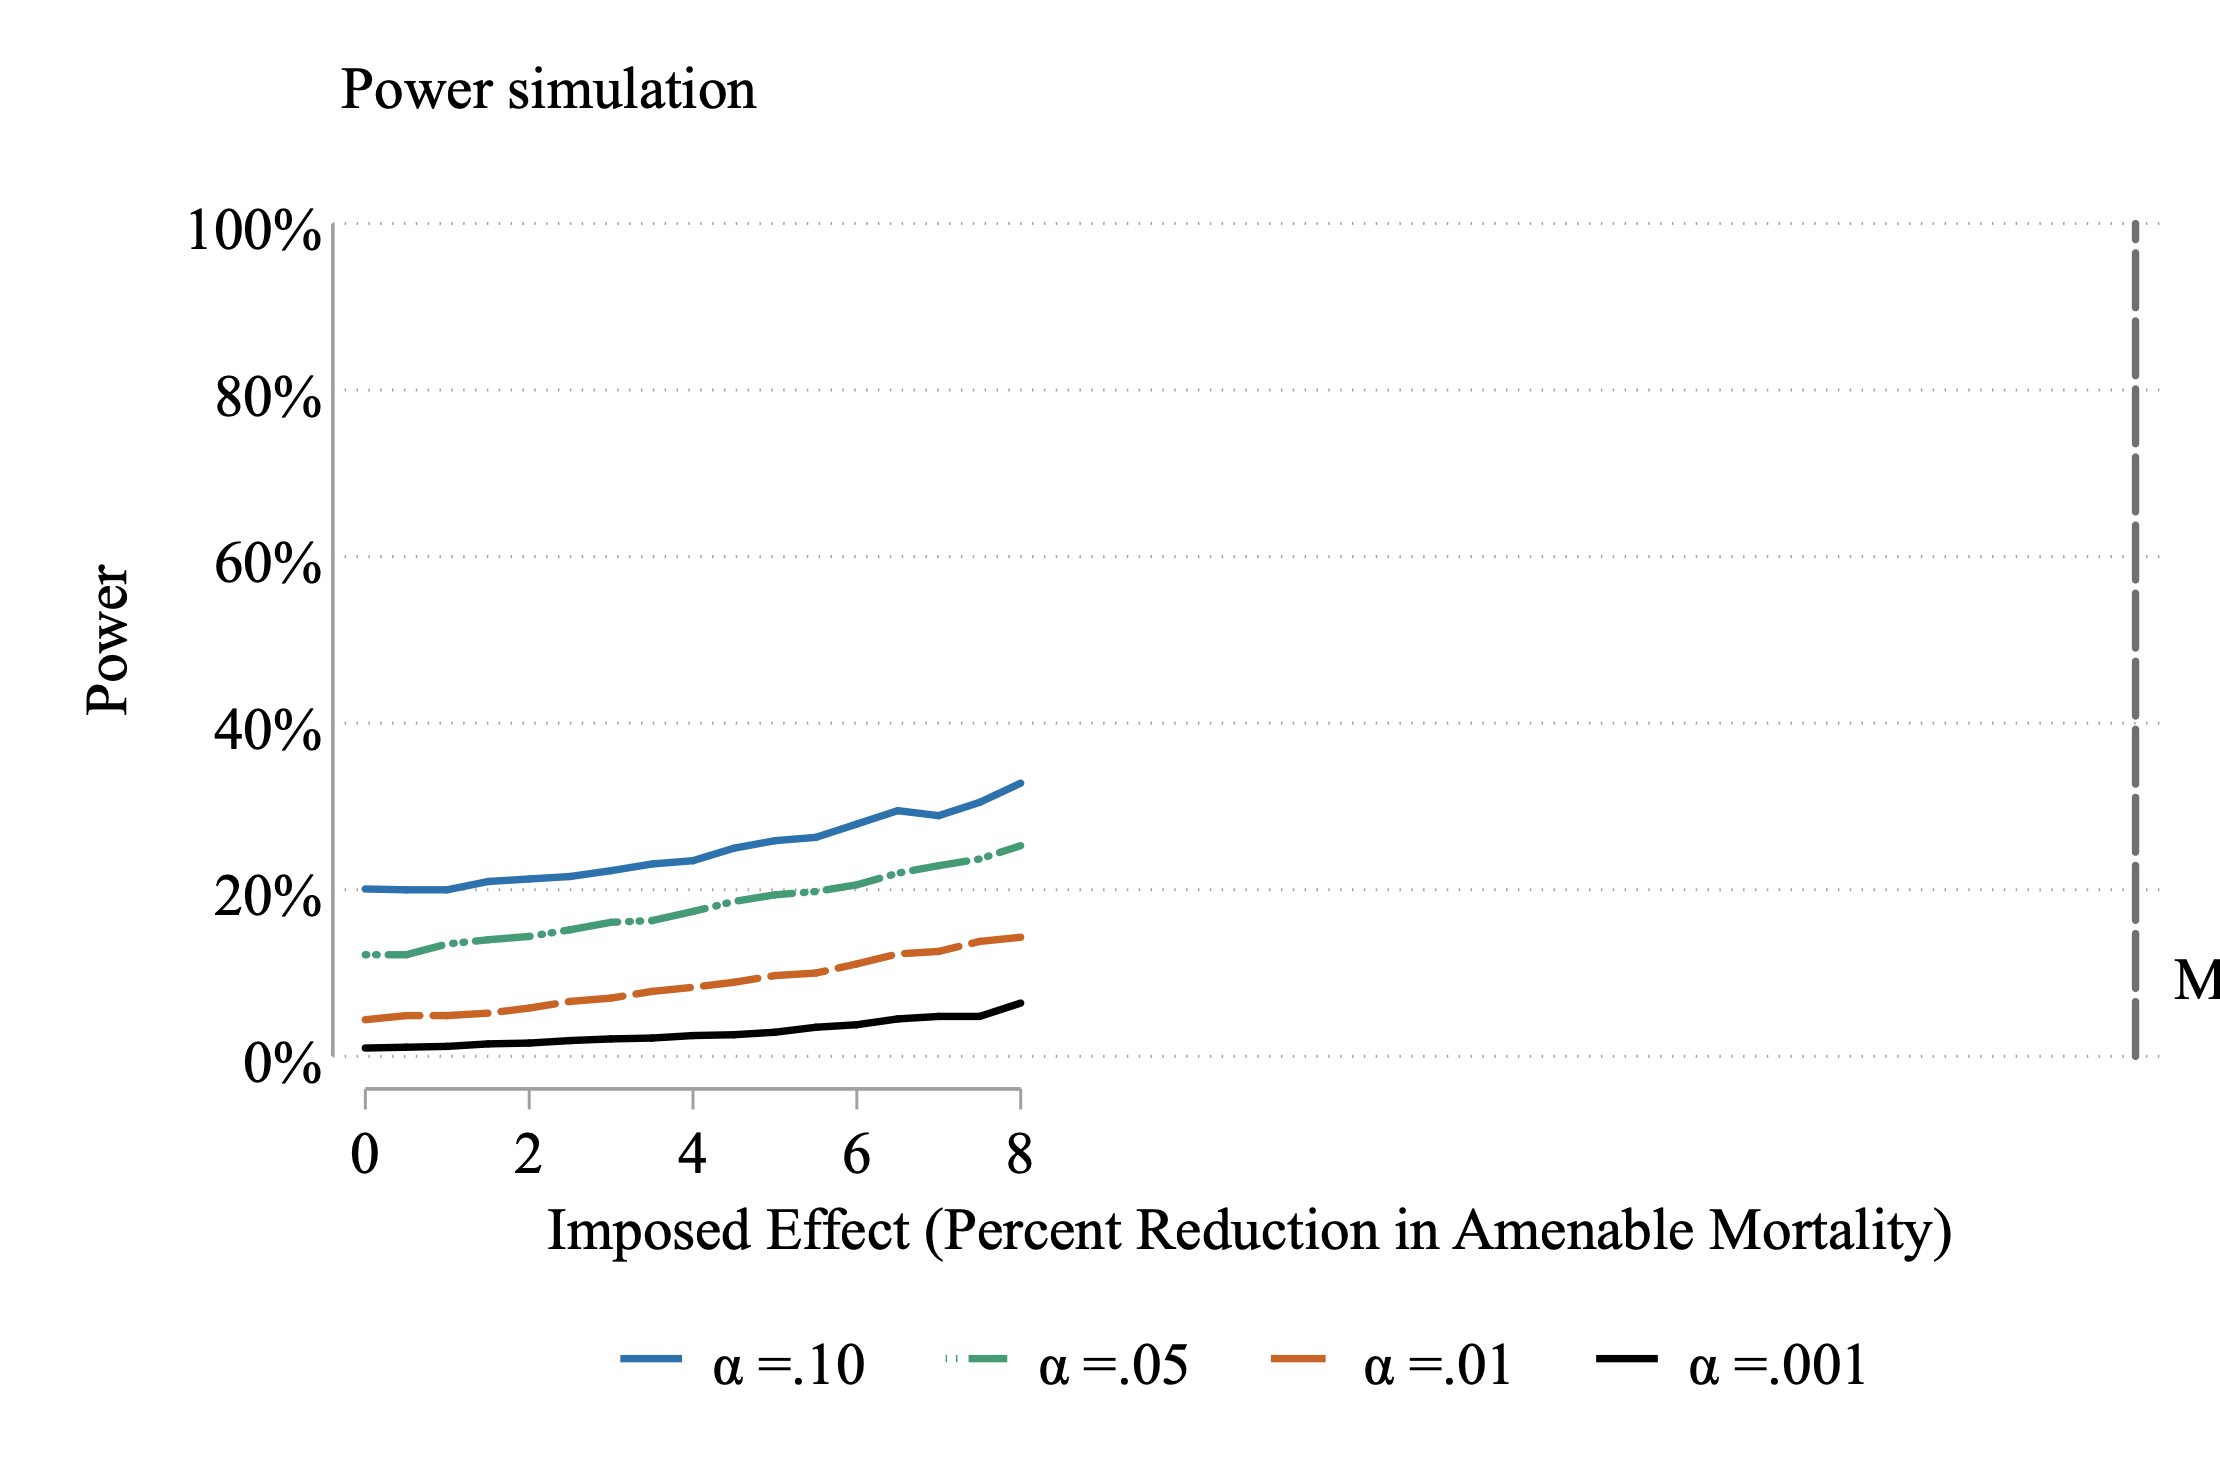 Power simulation
100%
80%
60%
40%
20%
0%
Power
0 2 4 6 8
Imposed Effect (Percent Reduction in Amenable Mortality)
α =.10 α =.05 α =.01 α =.001
M